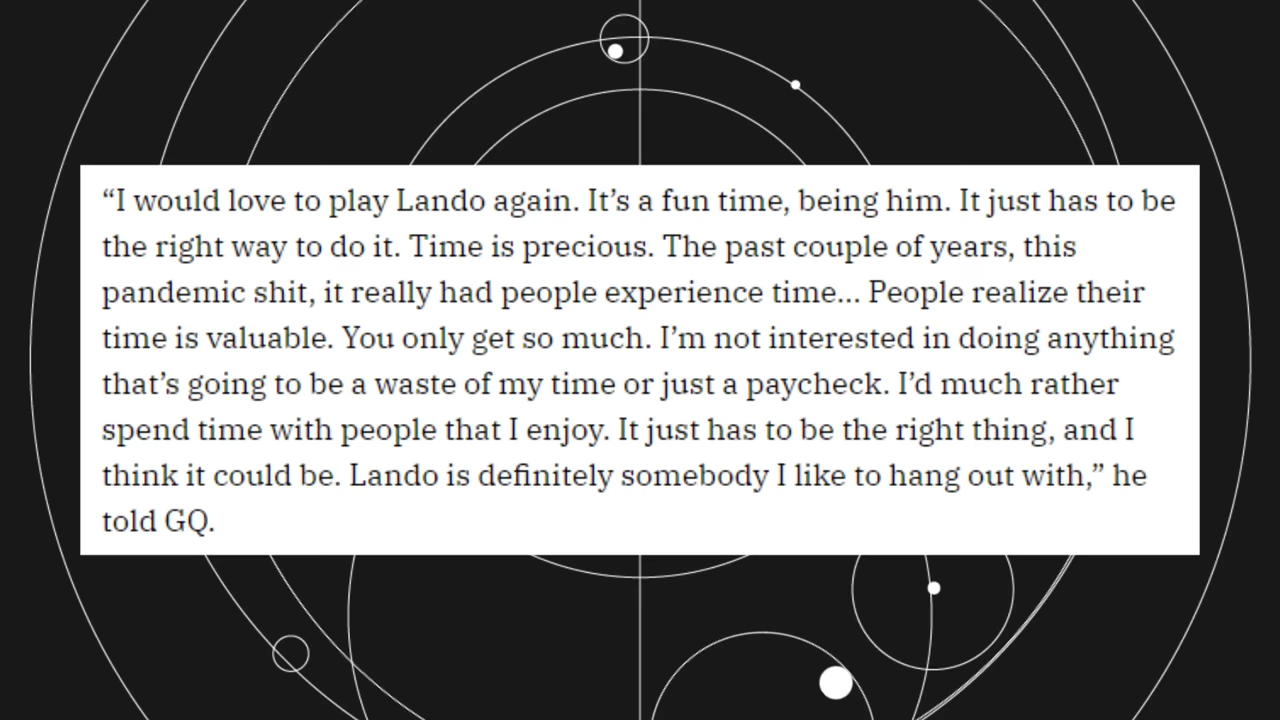 “I would love to play Lando again. It’s a fun time, being him. It just has to be
the right way to do it. Time is precious. The past couple of years, this
pandemic shit, it really had people experience time... People realize their
time is valuable. You only get so much. I’m not interested in doing anything
that’s going to be a waste of my time or just a paycheck. I’d much rather
spend time with people that I enjoy. It just has to be the right thing, and I
think it could be. Lando is definitely somebody I like to hang out with,” he
told GQ.